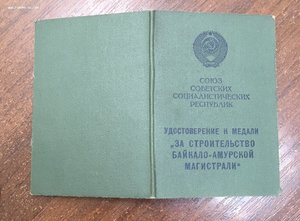 СОЮЗ
СОВЕТСКИХ
СОЦИАЛИСТИЧЕСКИХ
РЕСПУБЛИК
УДОСТОВЕРЕНИЕ К МЕДАЛИ
„ЗА СТРОИТЕЛЬСТВО
БАЙКАЛО-АМУРСКОЙ
МАГИСТРАЛИ“